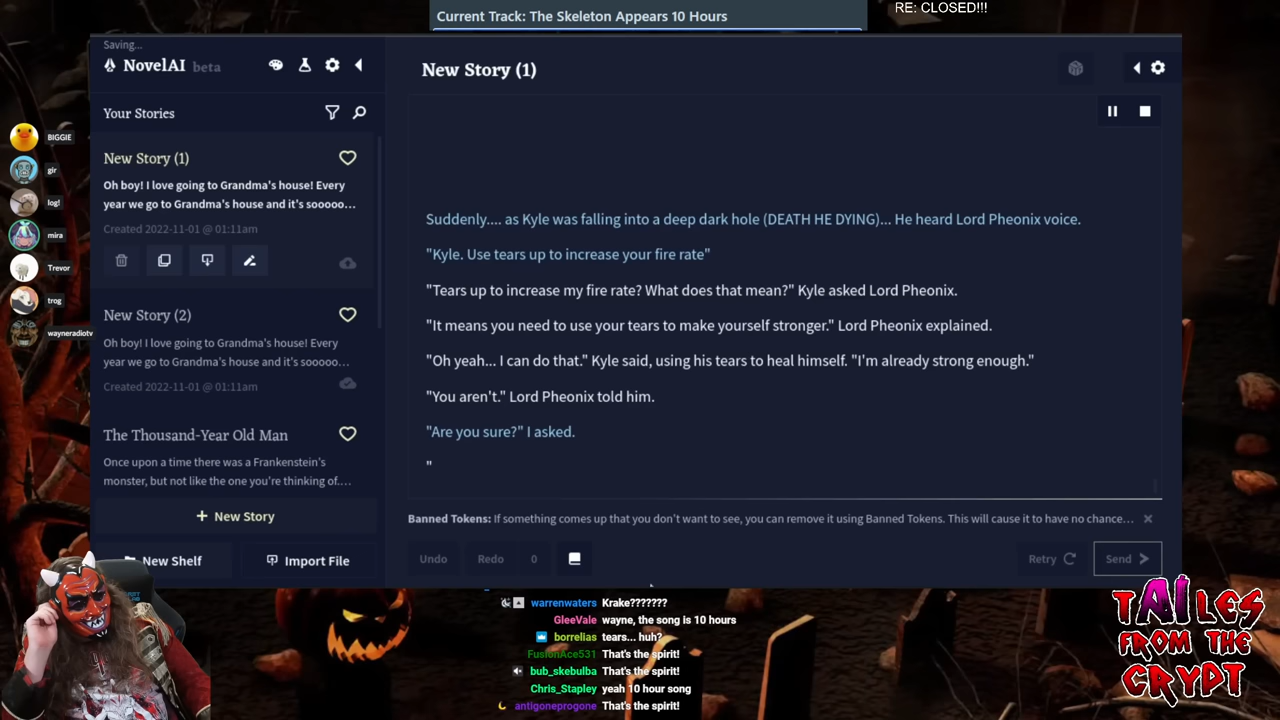 Current Track: The Skeleton Appears 10 Hours
RE: CLOSED!!!
Saving...
NovelAI beta
Your Stories
New Story (1)
Oh boy! I love going to Grandma's house! Every
year we go to Grandma's house and it's sooooo...
Created 2022-11-01 @ 01:11am
New Story (2)
Oh boy! I love going to Grandma's house! Every
year we go to Grandma's house and it's sooooo...
Created 2022-11-01 @ 01:11am
The Thousand-Year Old Man
Once upon a time there was a Frankenstein's
monster, but not like the one you're thinking of....
+ New Story
New Shelf
Import File
BIGGIE
gir
log!
mira
Trevor
trog
wayneradiotv
New Story (1)
Suddenly.... as Kyle was falling into a deep dark hole (DEATH HE DYING)... He heard Lord Pheonix voice.
"Kyle. Use tears up to increase your fire rate"
"Tears up to increase my fire rate? What does that mean?" Kyle asked Lord Pheonix.
"It means you need to use your tears to make yourself stronger." Lord Pheonix explained.
"Oh yeah... I can do that." Kyle said, using his tears to heal himself. "I'm already strong enough."
"You aren't." Lord Pheonix told him.
"Are you sure?" I asked.
"
Banned Tokens: If something comes up that you don't want to see, you can remove it using Banned Tokens. This will cause it to have no chance...
Undo
Redo
0
Retry
Send
warrenwaters Krake???????
GleeVale wayne, the song is 10 hours
borrelias tears... huh?
FusionAce531 That's the spirit!
bub_skebulba That's the spirit!
Chris_Stapley yeah 10 hour song
antigoneprogone That's the spirit!
TAILES
FROM THE
CRYPT